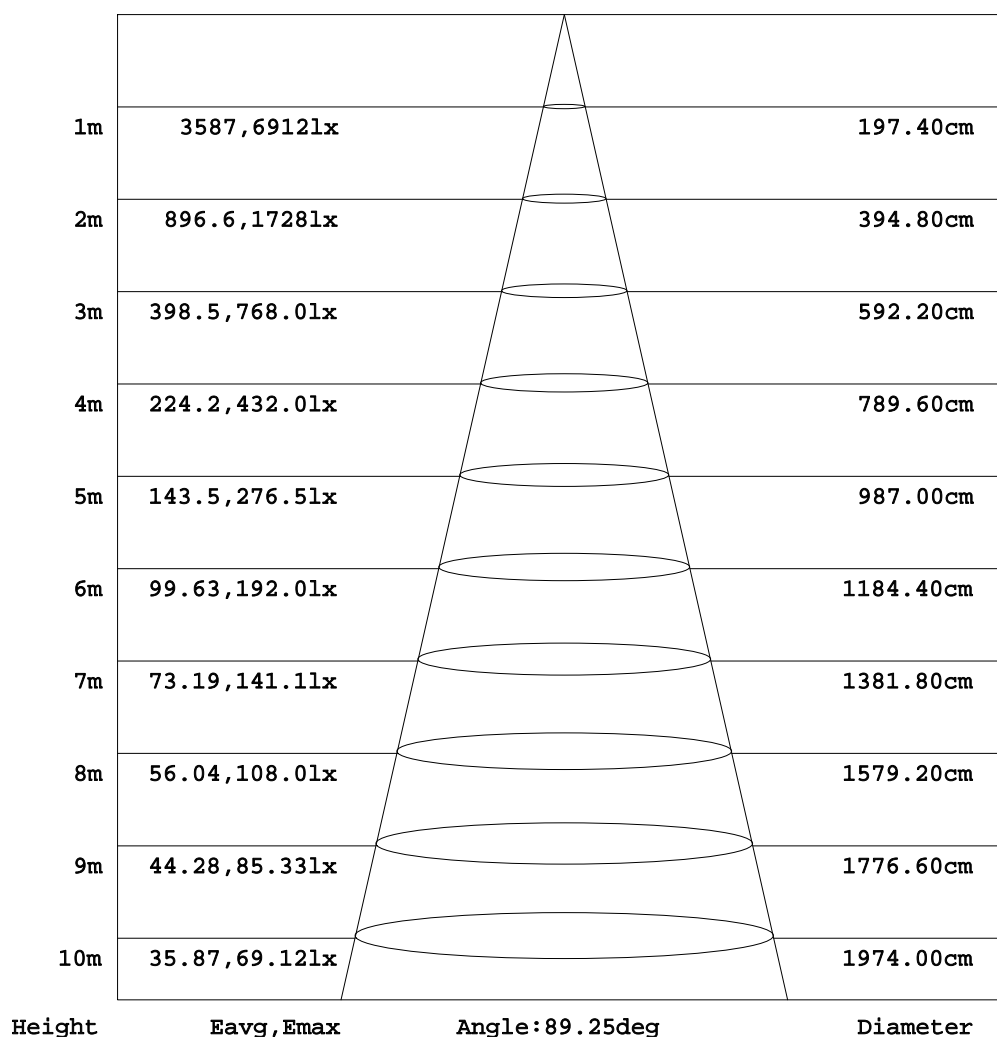 1m 3587,6912lx 197.40cm
2m 896.6,1728lx 394.80cm
3m 398.5,768.0lx 592.20cm
4m 224.2,432.0lx 789.60cm
5m 143.5,276.5lx 987.00cm
6m 99.63,192.0lx 1184.40cm
7m 73.19,141.1lx 1381.80cm
8m 56.04,108.0lx 1579.20cm
9m 44.28,85.33lx 1776.60cm
10m 35.87,69.12lx 1974.00cm
Height Eavg,Emax Angle:89.25deg Diameter